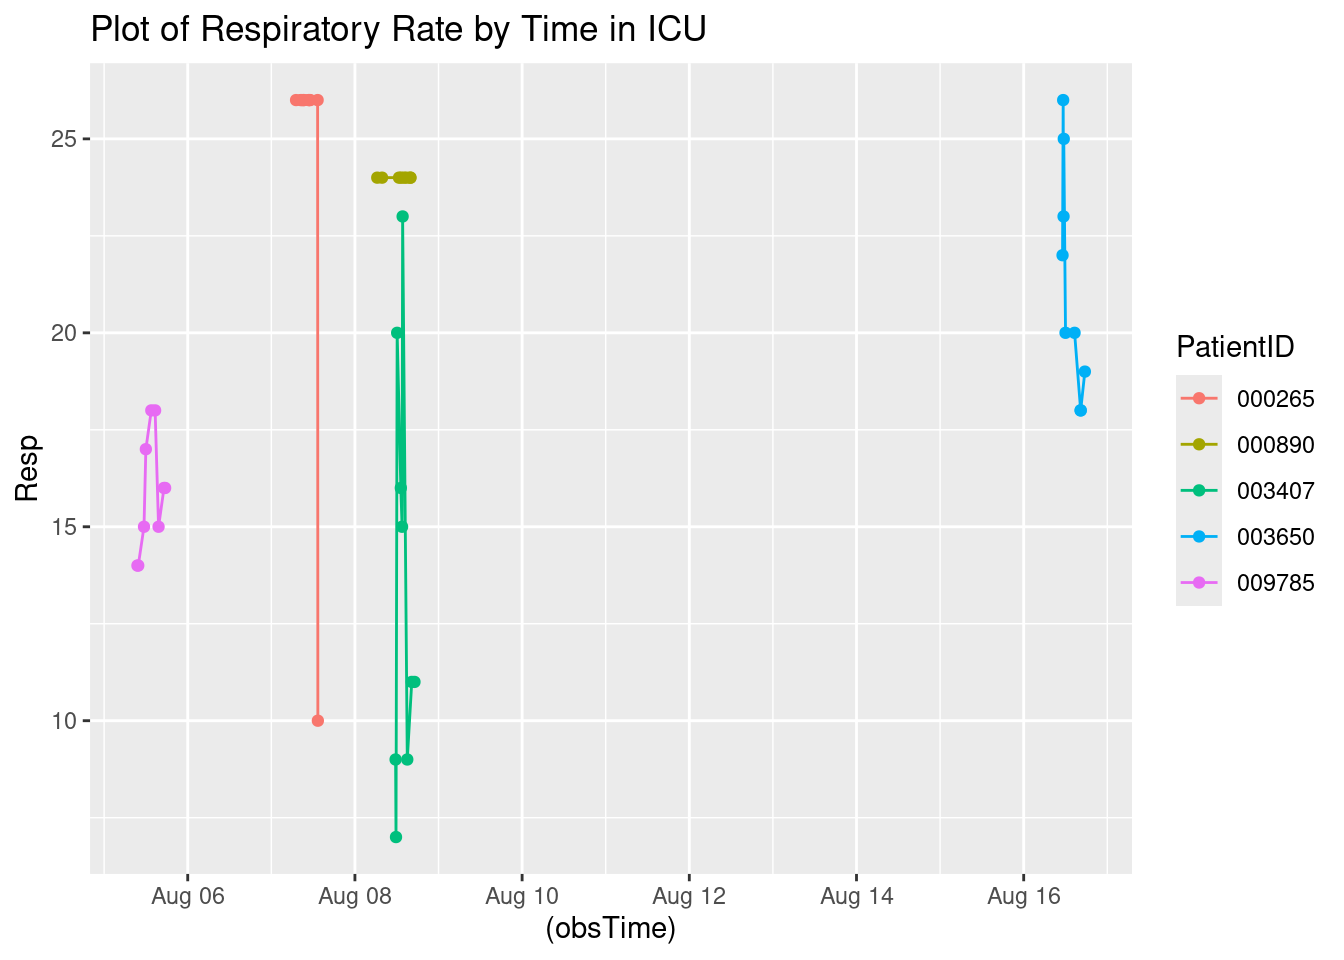 Plot of Respiratory Rate by Time in ICU
25
20
15
10
Resp
Aug 06 Aug 08 Aug 10 Aug 12 Aug 14 Aug 16
(obsTime)
PatientID
000265
000890
003407
003650
009785